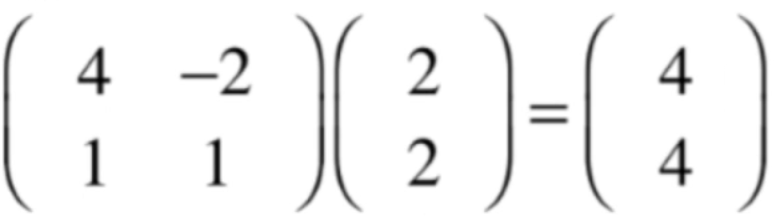 ( 4 −2 ) ( 2 ) = ( 4 )
( 1 1 ) ( 2 ) ( 4 )